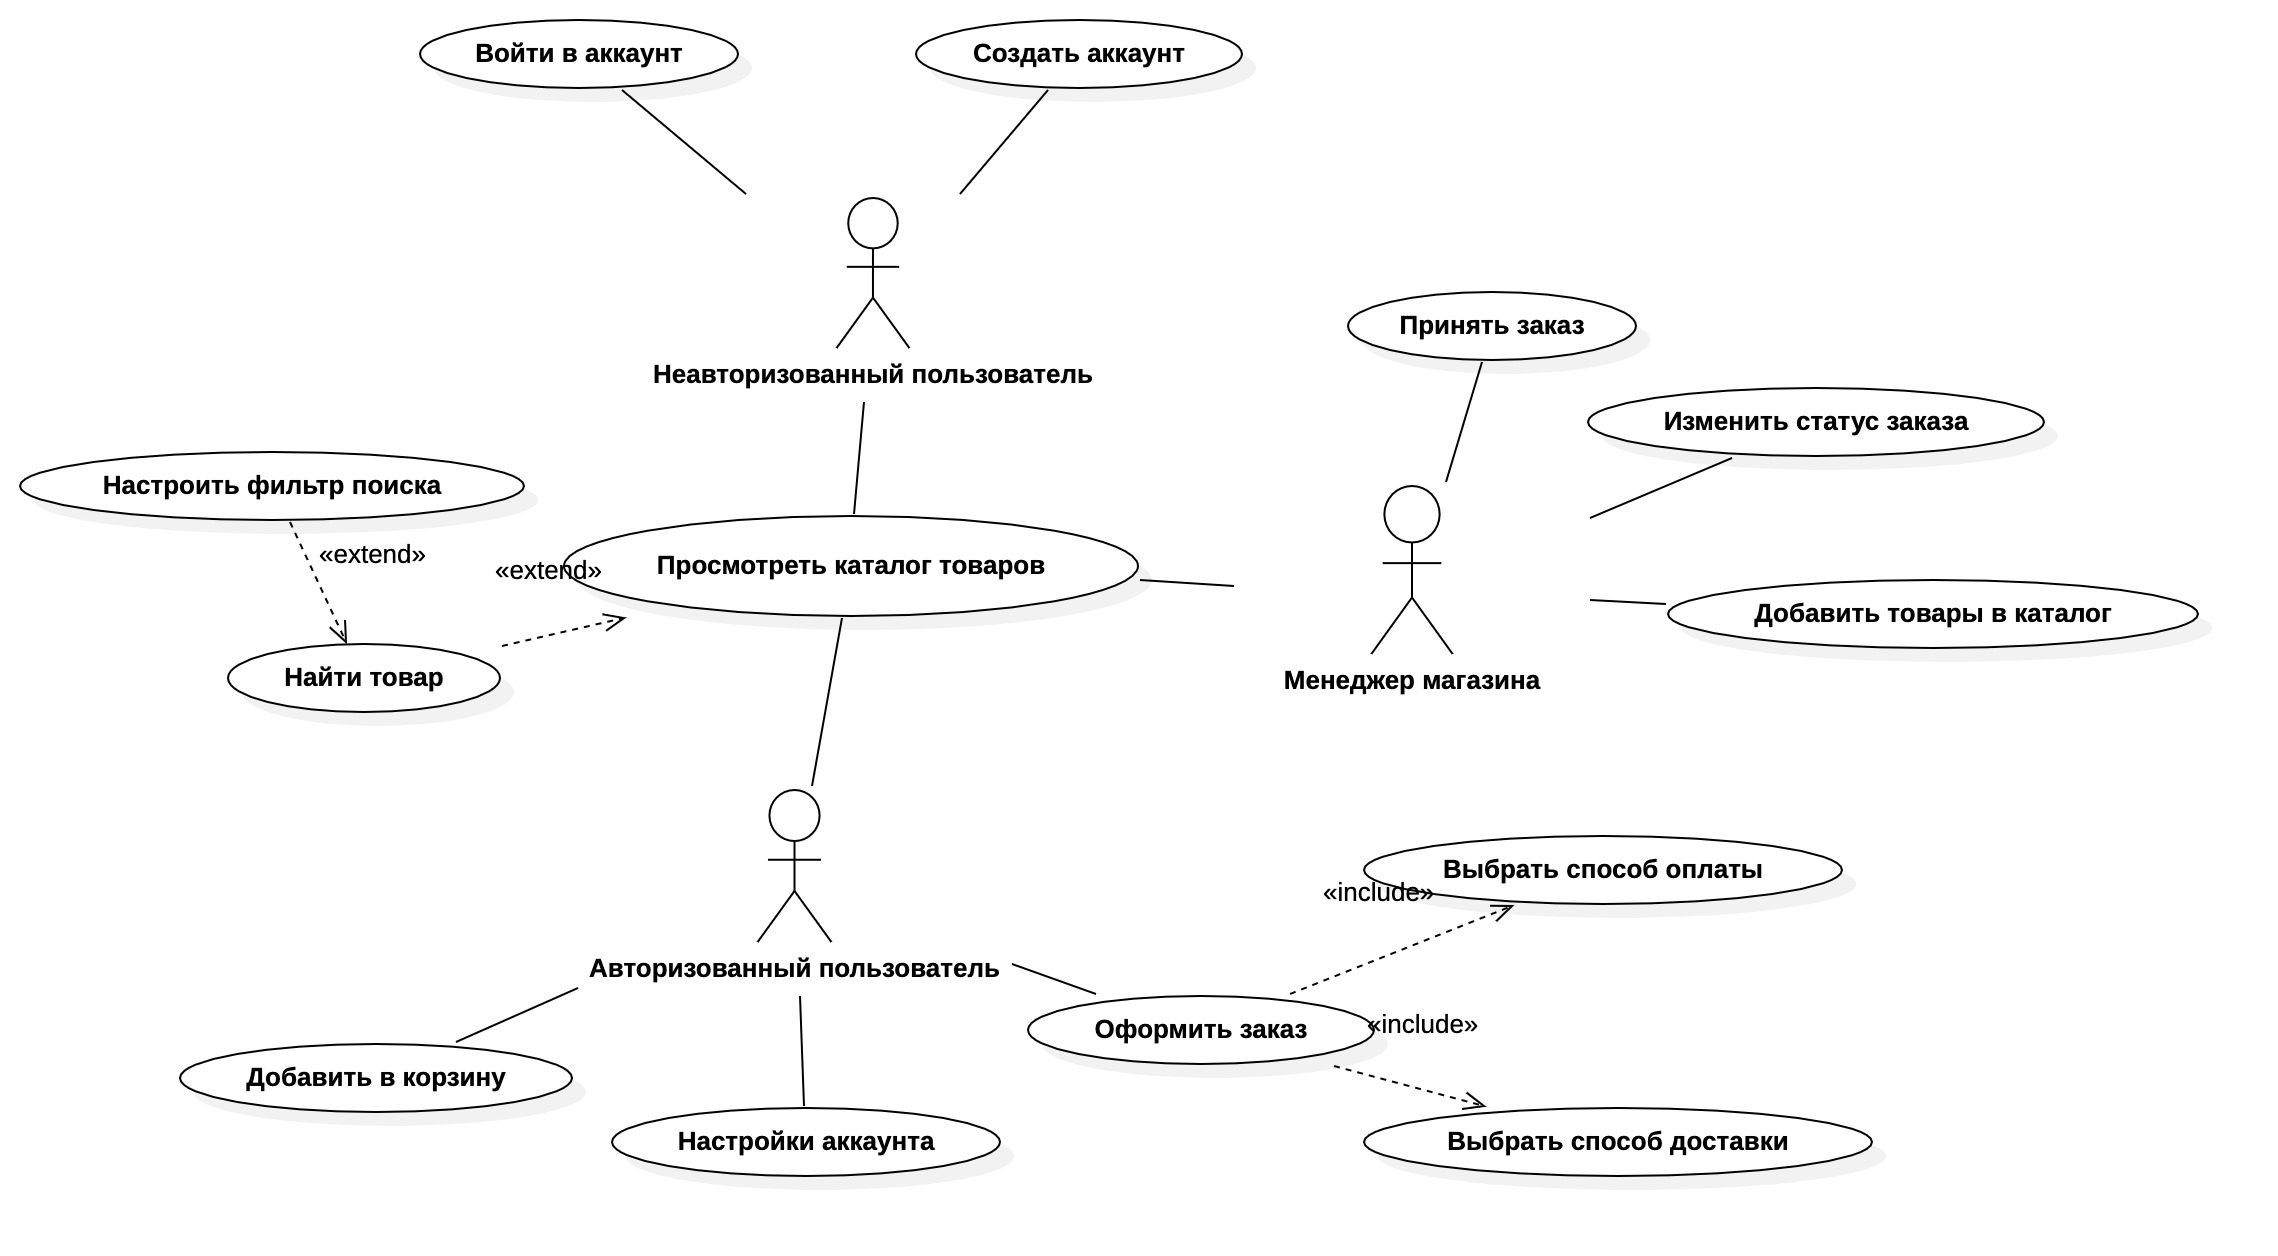 Войти в аккаунт
Создать аккаунт
Неавторизованный пользователь
Принять заказ
Изменить статус заказа
Настроить фильтр поиска
«extend»
«extend»
Просмотреть каталог товаров
Добавить товары в каталог
Найти товар
Менеджер магазина
Выбрать способ оплаты
«include»
Авторизованный пользователь
Оформить заказ
«include»
Добавить в корзину
Настройки аккаунта
Выбрать способ доставки